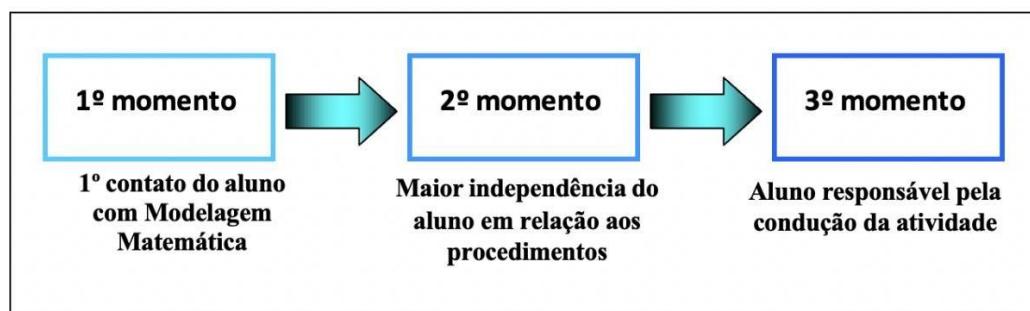 1º momento
2º momento
3º momento
1º contato do aluno
com Modelagem
Matemática
Maior independência do
aluno em relação aos
procedimentos
Aluno responsável pela
condução da atividade